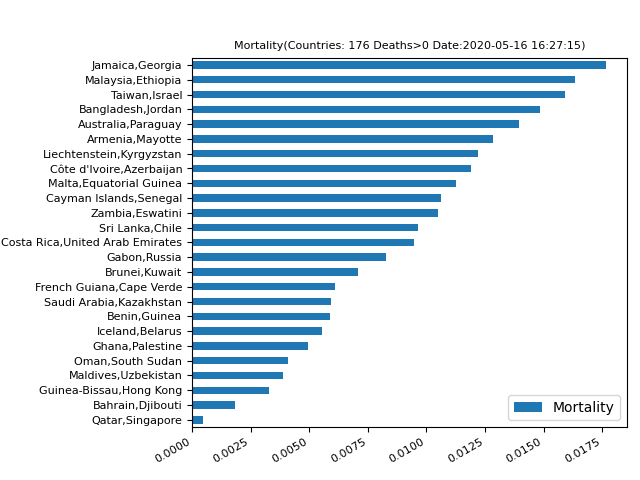 Mortality(Countries: 176 Deaths>0 Date:2020-05-16 16:27:15)
Jamaica,Georgia
Malaysia,Ethiopia
Taiwan,Israel
Bangladesh,Jordan
Australia,Paraguay
Armenia,Mayotte
Liechtenstein,Kyrgyzstan
Côte d'Ivoire,Azerbaijan
Malta,Equatorial Guinea
Cayman Islands,Senegal
Zambia,Eswatini
Sri Lanka,Chile
Costa Rica,United Arab Emirates
Gabon,Russia
Brunei,Kuwait
French Guiana,Cape Verde
Saudi Arabia,Kazakhstan
Benin,Guinea
Iceland,Belarus
Ghana,Palestine
Oman,South Sudan
Maldives,Uzbekistan
Guinea-Bissau,Hong Kong
Bahrain,Djibouti
Qatar,Singapore
Mortality
0.0000 0.0025 0.0050 0.0075 0.0100 0.0125 0.0150 0.0175